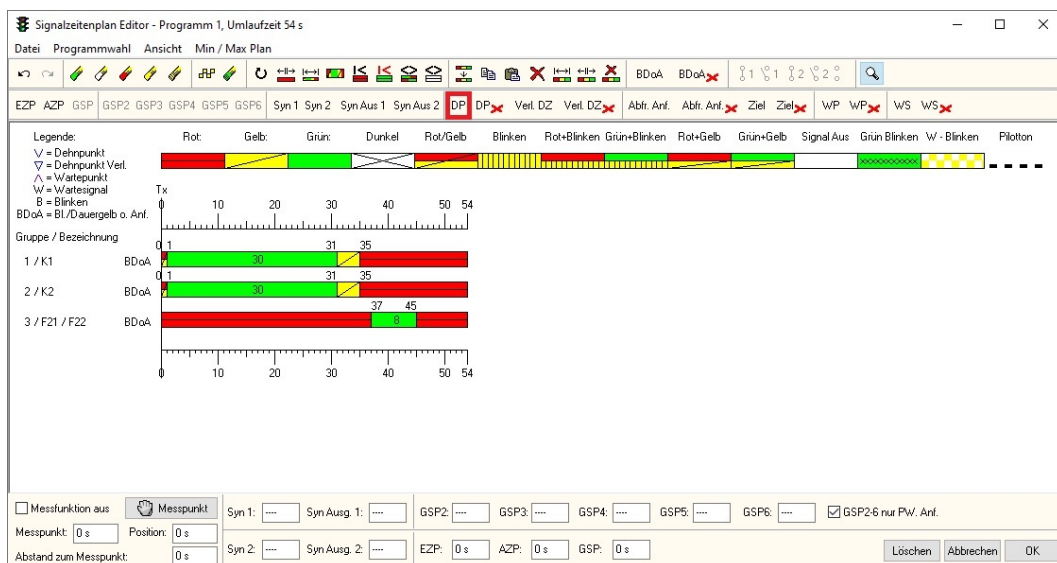 Signalzeitenplan Editor - Programm 1, Umlaufzeit 54 s
Datei Programmwahl Ansicht Min / Max Plan
BDoA BDoA 1 1 2 2
EZP AZP GSP GSP2 GSP3 GSP4 GSP5 GSP6 Syn 1 Syn 2 Syn Aus 1 Syn Aus 2 DP DP Verl. DZ Verl. DZ Abfr. Anf. Abfr. Anf. Ziel Ziel WP WP WS WS
Legende: Rot: Gelb: Grün: Dunkel Rot/Gelb Blinken Rot+Blinken Grün+Blinken Rot+Gelb Grün+Gelb Signal Aus Grün Blinken W - Blinken Pilotton
V = Dehnpunkt
∇ = Dehnpunkt Verl.
Λ = Wartepunkt
W = Wartesignal
B = Blinken
BDoA = Bl./Dauergelb o. Anf.
Tx
0 10 20 30 40 50 54
Gruppe / Bezeichnung
0 1 31 35
1 / K1 BDoA 30
0 1 31 35
2 / K2 BDoA 30
37 45
3 / F21 / F22 BDoA 8
0 10 20 30 40 50 54
Messfunktion aus Messpunkt
Messpunkt: 0 s Position: 0 s
Abstand zum Messpunkt: 0 s
Syn 1: ---- Syn Ausg. 1: ---- GSP2: ---- GSP3: ---- GSP4: ---- GSP5: ---- GSP6: ---- GSP2-6 nur PW. Anf.
Syn 2: ---- Syn Ausg. 2: ---- EZP: 0 s AZP: 0 s GSP: 0 s
Löschen Abbrechen OK